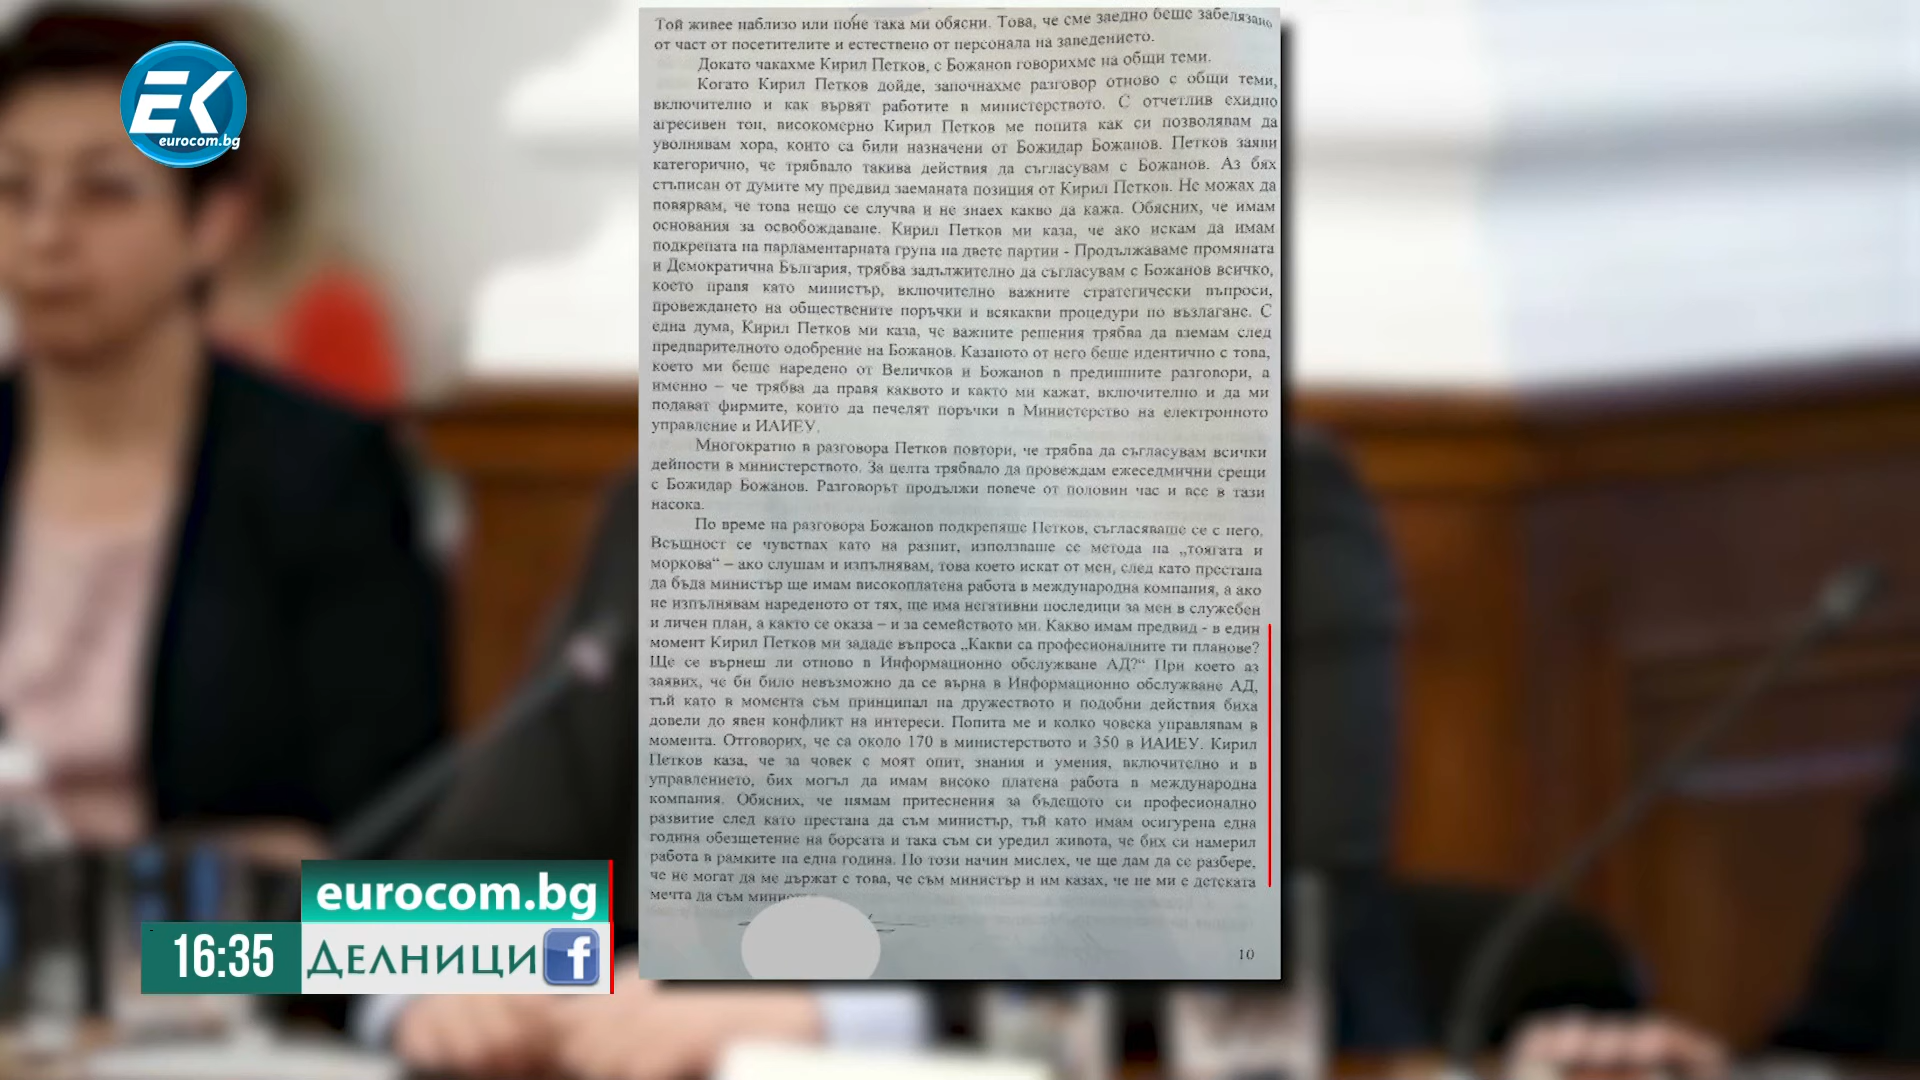 EK
eurocom.bg
Той живее наблизо или поне така ми обясни. Това, че сме заедно беше забелязано
от част от посетителите и естествено от персонала на заведението.
Докато чакахме Кирил Петков, с Божанов говорихме на общи теми.
Когато Кирил Петков дойде, започнахме разговор отново с общи теми,
включително и как вървят работите в министерството. С отчетлив ехидно
агресивен тон, високомерно Кирил Петков ме попита как си позволявам да
уволнявам хора, които са били назначени от Божидар Божанов. Петков заяви
категорично, че трябвало такива действия да съгласувам с Божанов. Аз бях
стъписан от думите му предвид заеманата позиция от Кирил Петков. Не можах да
повярвам, че това нещо се случва и не знаех какво да кажа. Обясних, че имам
основания за освобождаване. Кирил Петков ми каза, че ако искам да имам
подкрепата на парламентарната група на двете партии - Продължаваме промяната
и Демократична България, трябва задължително да съгласувам с Божанов всичко,
което правя като министър, включително важните стратегически въпроси,
провеждането на обществените поръчки и всякакви процедури по възлагане. С
една дума, Кирил Петков ми каза, че важните решения трябва да вземам след
предварителното одобрение на Божанов. Казаното от него беше идентично с това,
което ми беше наредено от Величков и Божанов в предишните разговори, а
именно – че трябва да правя каквото и както ми кажат, включително и да ми
подават фирмите, които да печелят поръчки в Министерство на електронното
управление и ИАИЕУ.
Многократно в разговора Петков повтори, че трябва да съгласувам всички
дейности в министерството. За целта трябвало да провеждам ежеседмични срещи
с Божидар Божанов. Разговорът продължи повече от половин час и все в тази
насока.
По време на разговора Божанов подкрепяше Петков, съгласяваше се с него.
Всъщност се чувствах като на разпит, използваше се метода на „тоягата и
моркова“ – ако слушам и изпълнявам, това което искат от мен, след като престана
да бъда министър ще имам високоплатена работа в международна компания, а ако
не изпълнявам нареденото от тях, ще има негативни последици за мен в служебен
и личен план, а както се оказа – и за семейството ми. Какво имам предвид - в един
момент Кирил Петков ми зададе въпроса „Какви са професионалните ти планове?
Ще се върнеш ли отново в Информационно обслужване АД?“ При което аз
заявих, че би било невъзможно да се върна в Информационно обслужване АД,
тъй като в момента съм принципал на дружеството и подобни действия биха
довели до явен конфликт на интереси. Попита ме и колко човека управлявам в
момента. Отговорих, че са около 170 в министерството и 350 в ИАИЕУ. Кирил
Петков каза, че за човек с моят опит, знания и умения, включително и в
управлението, бих могъл да имам високо платена работа в международна
компания. Обясних, че нямам притеснения за бъдещото си професионално
развитие след като престана да съм министър, тъй като имам осигурена една
година обезщетение на борсата и така съм си уредил живота, че бих си намерил
работа в рамките на една година. По този начин мислех, че ще дам да се разбере,
че не могат да ме държат с това, че съм министър и им казах, че не ми е детската
мечта да съм
10
eurocom.bg
16:35
ДЕЛНИЦИ f